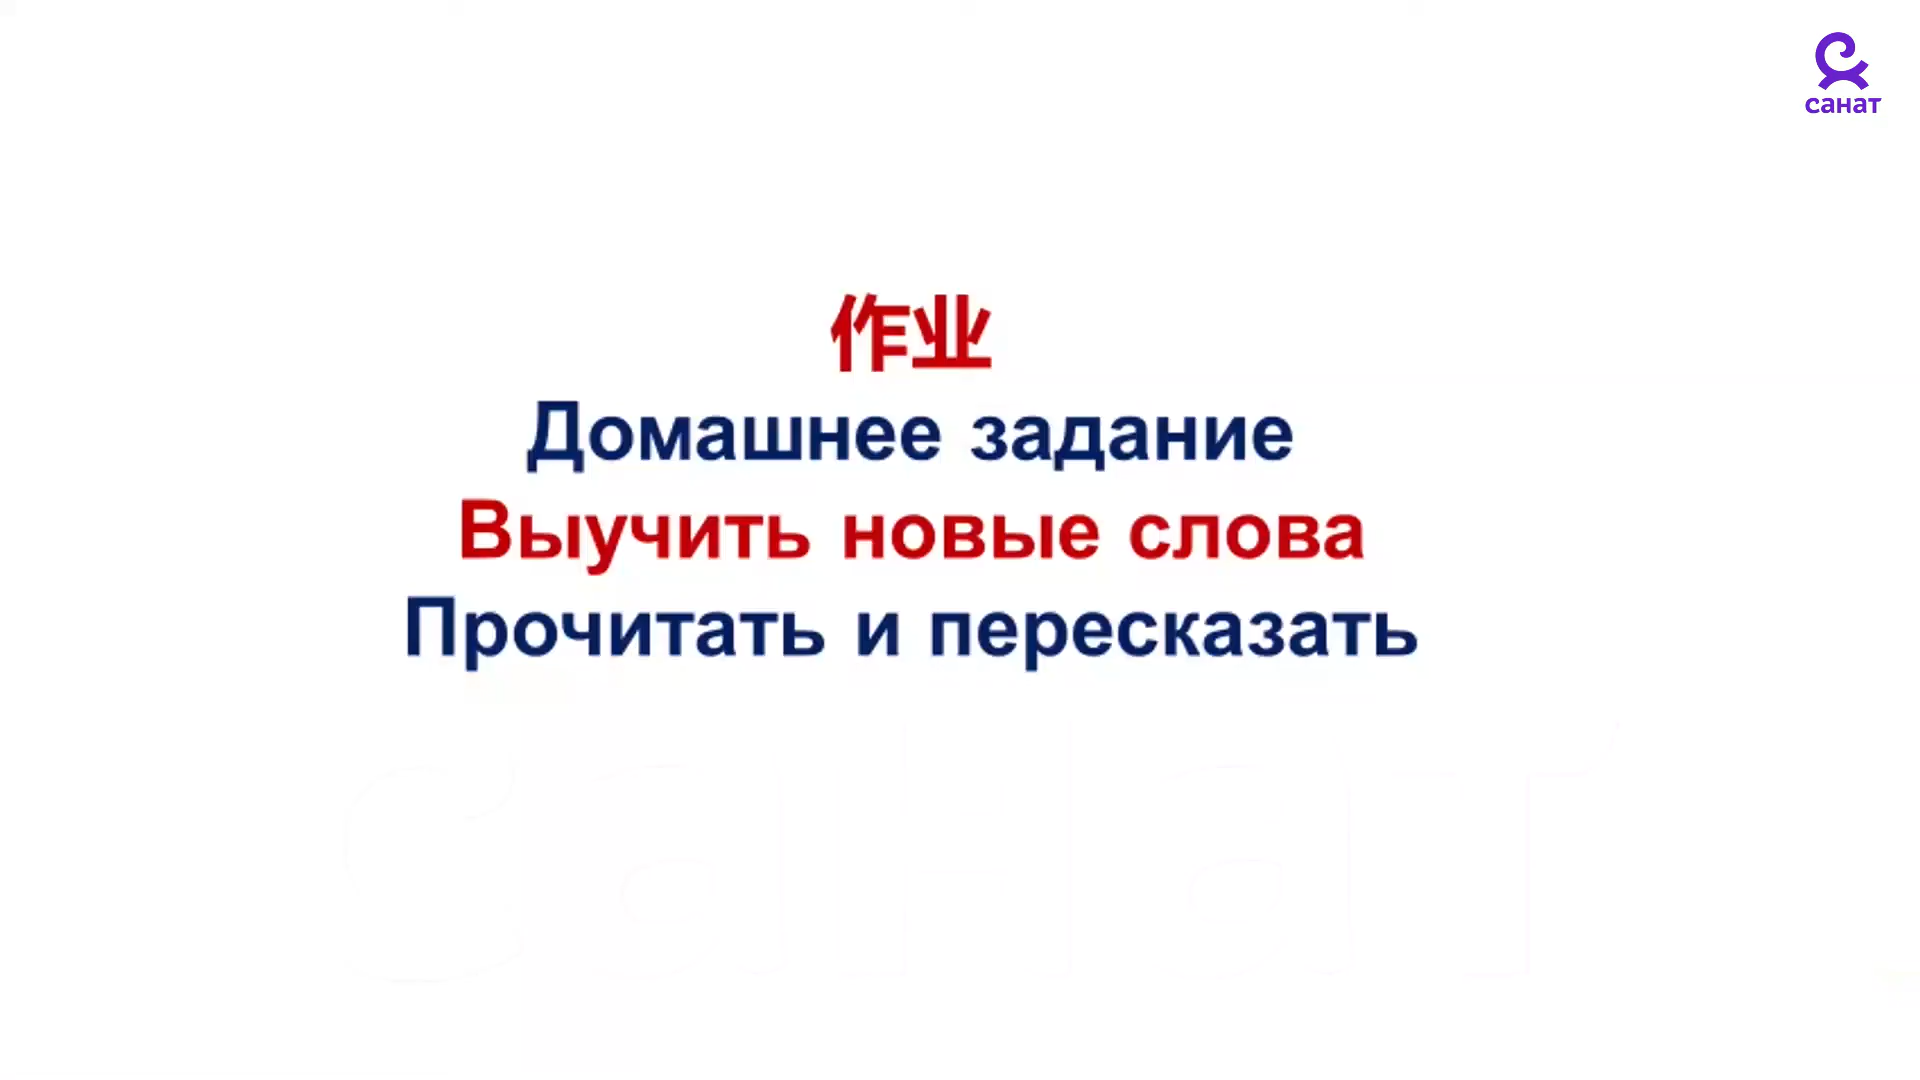 санат
作业
Домашнее задание
Выучить новые слова
Прочитать и пересказать